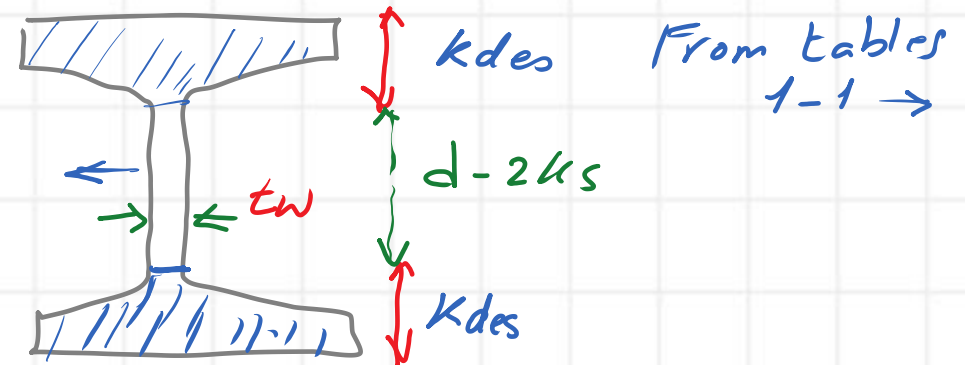 kdes
From tables
1-1 →
d - 2ks
tw
kdes